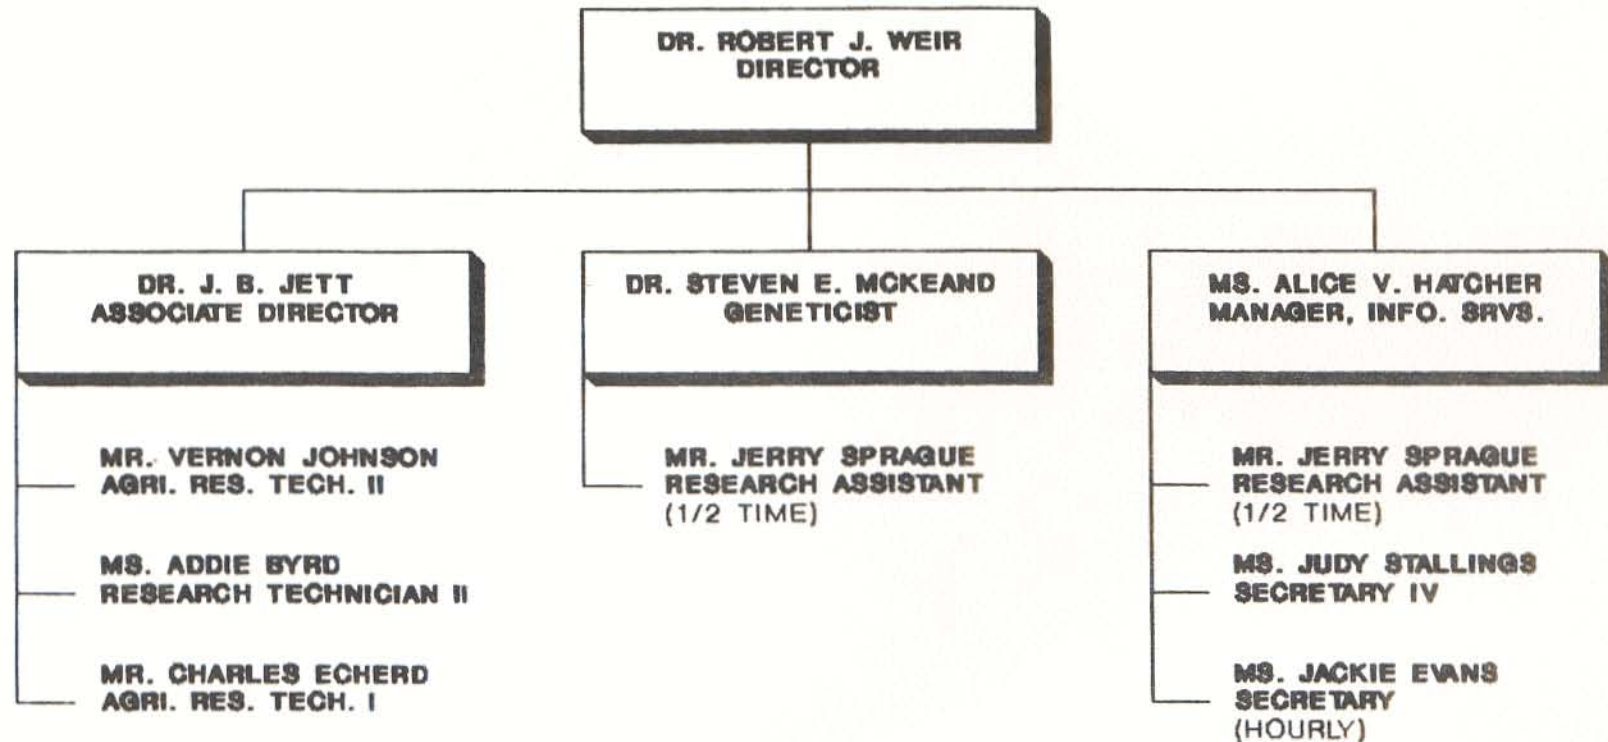 DR. ROBERT J. WEIR
DIRECTOR
DR. J. B. JETT
ASSOCIATE DIRECTOR
MR. VERNON JOHNSON
AGRI. RES. TECH. II
MS. ADDIE BYRD
RESEARCH TECHNICIAN II
MR. CHARLES ECHERD
AGRI. RES. TECH. I
DR. STEVEN E. MCKEAND
GENETICIST
MR. JERRY SPRAGUE
RESEARCH ASSISTANT
(1/2 TIME)
MS. ALICE V. HATCHER
MANAGER, INFO. SRVS.
MR. JERRY SPRAGUE
RESEARCH ASSISTANT
(1/2 TIME)
MS. JUDY STALLINGS
SECRETARY IV
MS. JACKIE EVANS
SECRETARY
(HOURLY)